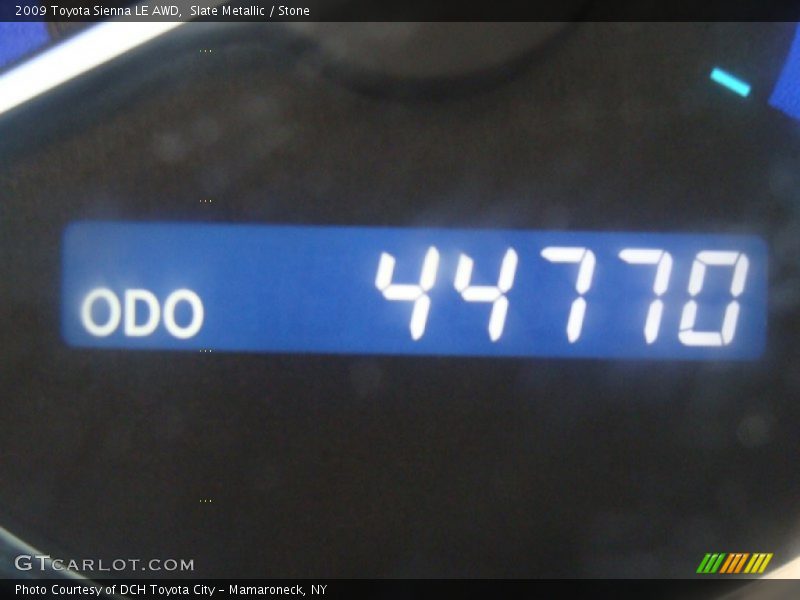 2009 Toyota Sienna LE AWD,  Slate Metallic / Stone
ODO 44770
GTCARLOT.COM
Photo Courtesy of DCH Toyota City - Mamaroneck, NY